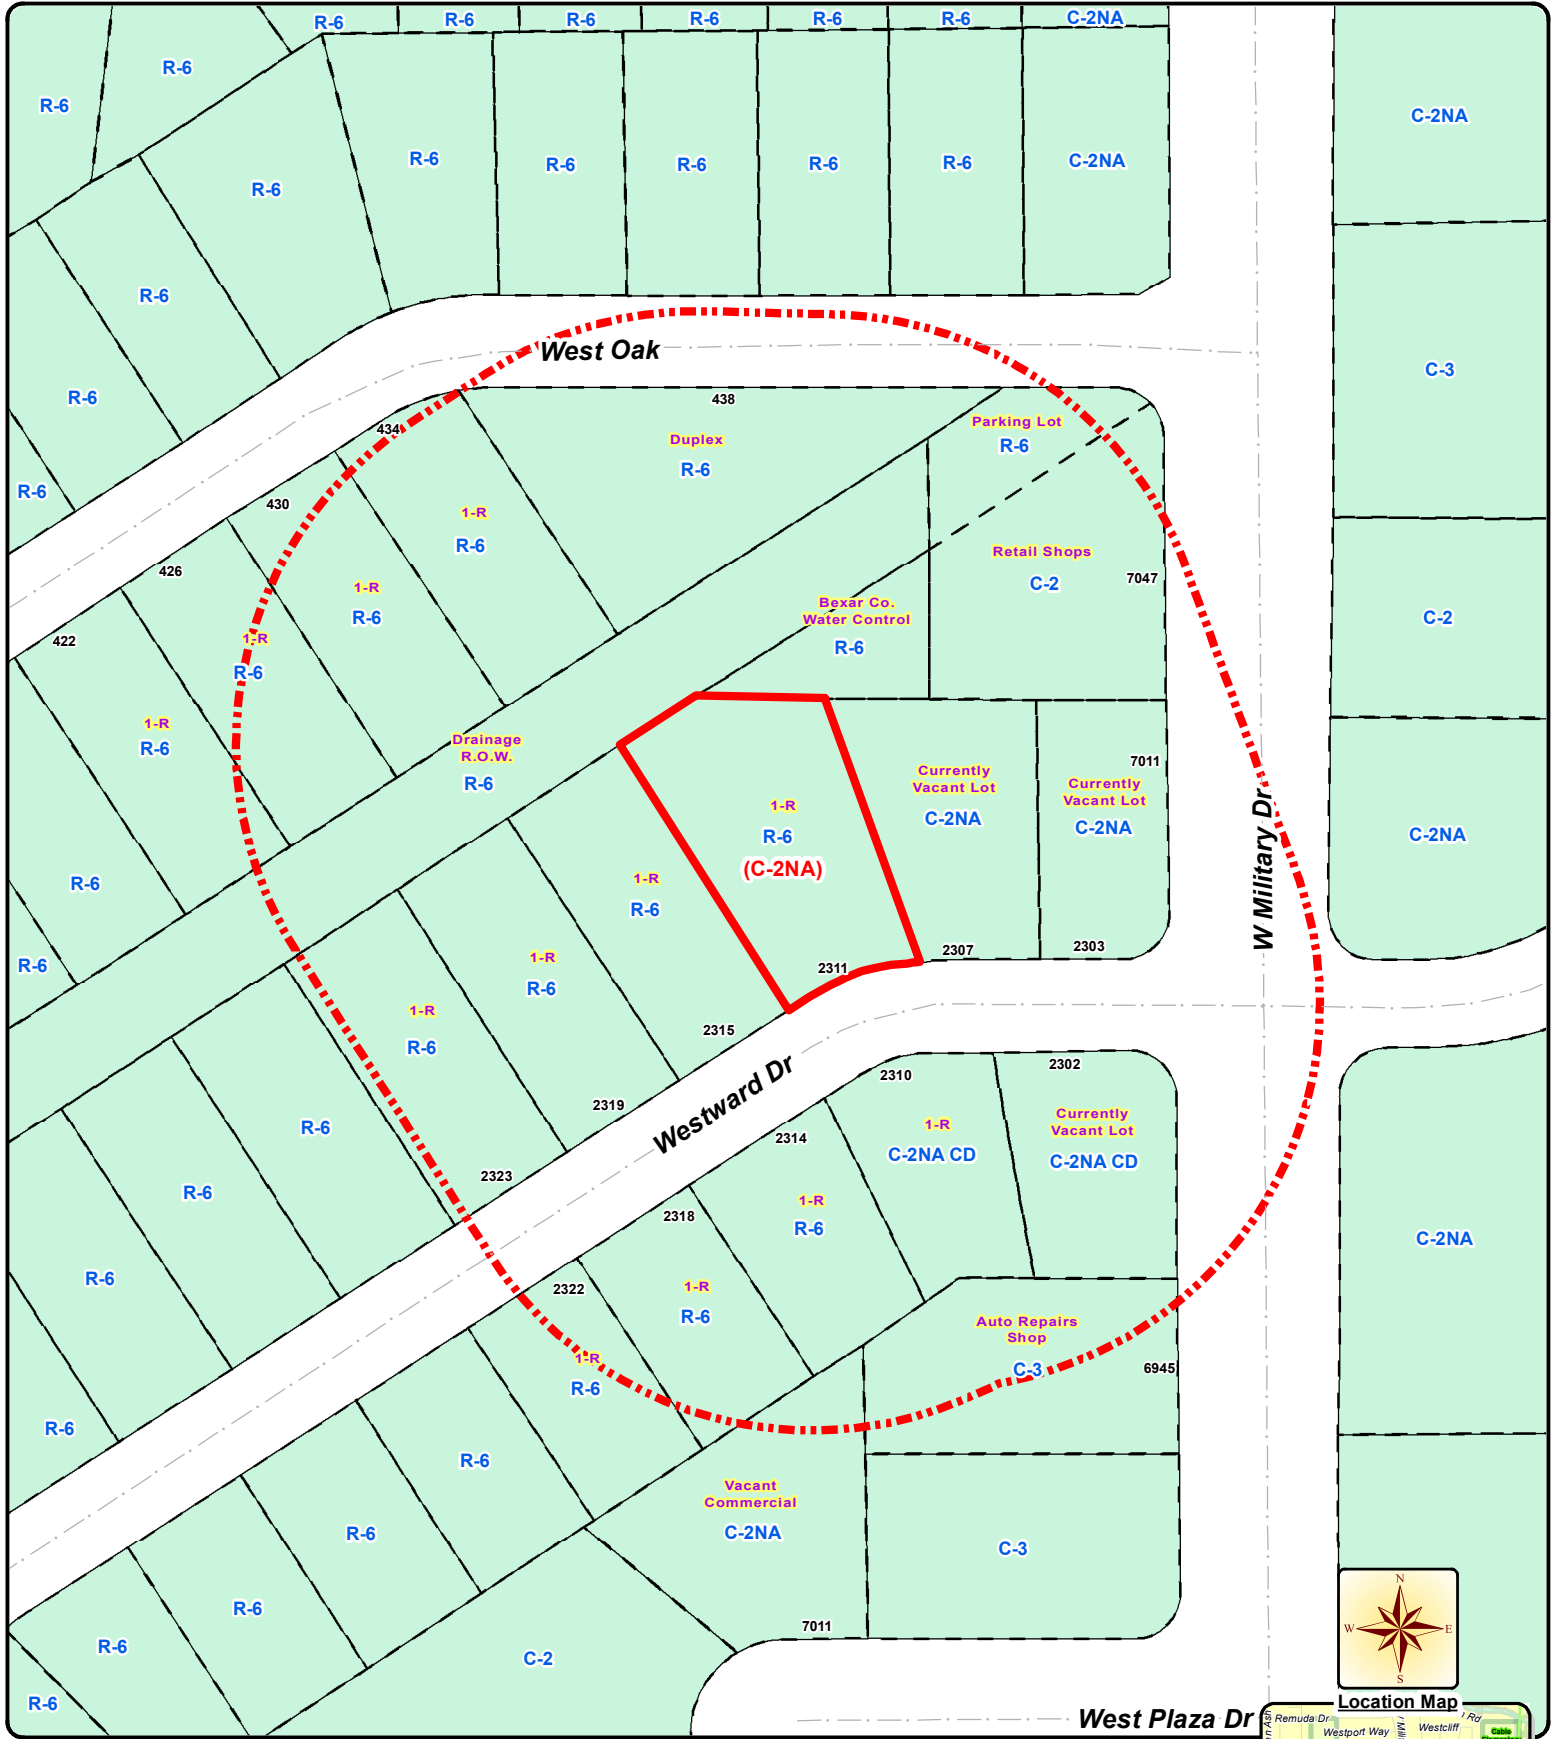 R-6
R-6
R-6
R-6
R-6
R-6
C-2NA
R-6
R-6
C-2NA
R-6
R-6
R-6
R-6
R-6
R-6
C-2NA
R-6
R-6
C-3
West Oak
R-6
438
434
Parking Lot
R-6
Duplex
R-6
R-6
430
1-R
R-6
Retail Shops
C-2
7047
426
1-R
R-6
Bexar Co.
Water Control
R-6
C-2
422
1-R
R-6
1-R
R-6
Drainage
R.O.W.
R-6
7011
Currently
Vacant Lot
C-2NA
Currently
Vacant Lot
C-2NA
1-R
R-6
(C-2NA)
C-2NA
W Military Dr
R-6
1-R
R-6
R-6
1-R
R-6
2311
2307
2303
1-R
R-6
2315
2319
Westward Dr
2310
2302
R-6
2323
2314
1-R
C-2NA CD
Currently
Vacant Lot
C-2NA CD
R-6
2318
1-R
R-6
C-2NA
R-6
2322
1-R
R-6
Auto Repairs
Shop
C-3
6945
1-R
R-6
R-6
R-6
Vacant
Commercial
C-2NA
R-6
C-3
R-6
7011
R-6
C-2
R-6
N
W
E
S
West Plaza Dr
Location Map
Remuda Dr
Rd
Westport Way
Westcliff
Cable